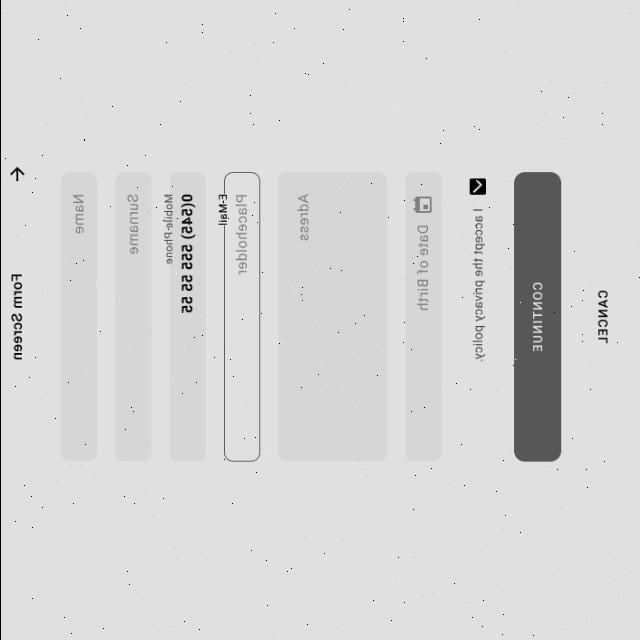 Form Screen
Name
Surname
Mobile-Phone
0(545) 555 55 55
E-Mail
Placeholder
Adress
Birth Of Date D
I accept the privacy policy.
CONTINUE
CANCEL